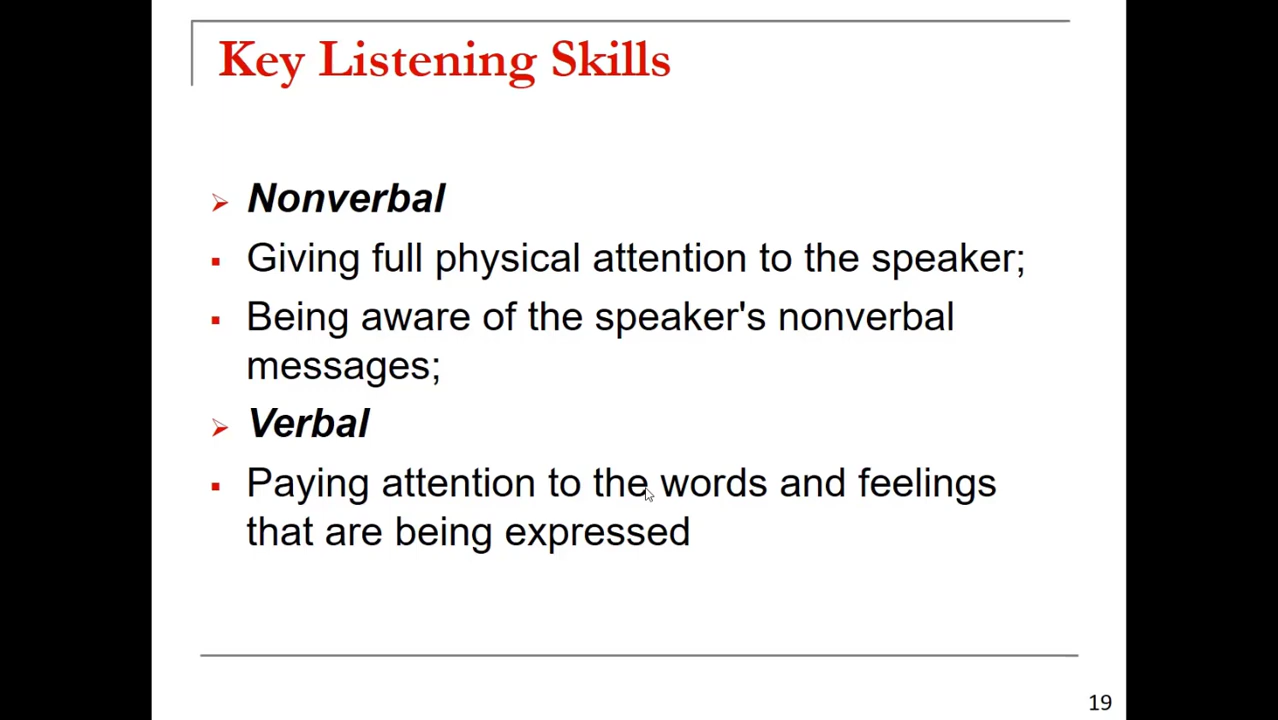 Key Listening Skills
Nonverbal
Giving full physical attention to the speaker;
Being aware of the speaker's nonverbal
messages;
Verbal
Paying attention to the words and feelings
that are being expressed
19